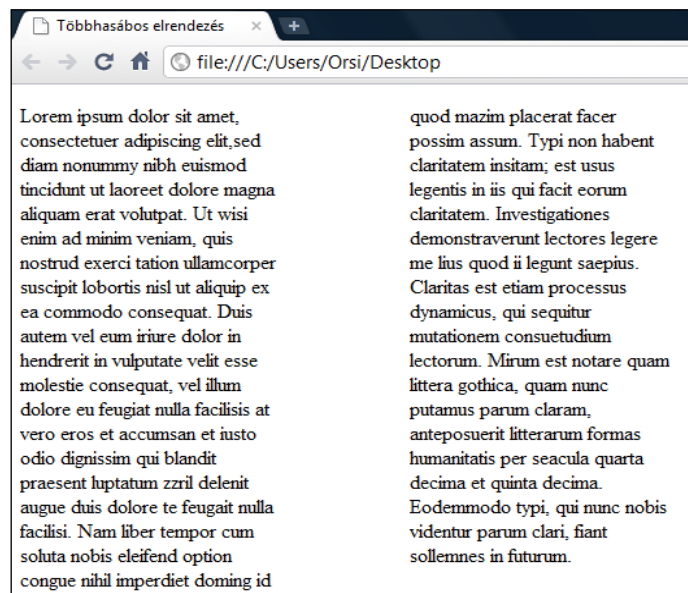 Többhasábos elrendezés
file:///C:/Users/Orsi/Desktop
Lorem ipsum dolor sit amet,
consectetuer adipiscing elit,sed
diam nonummy nibh euismod
tincidunt ut laoreet dolore magna
aliquam erat volutpat. Ut wisi
enim ad minim veniam, quis
nostrud exerci tation ullamcorper
suscipit lobortis nisl ut aliquip ex
ea commodo consequat. Duis
autem vel eum iriure dolor in
hendrerit in vulputate velit esse
molestie consequat, vel illum
dolore eu feugiat nulla facilisis at
vero eros et accumsan et iusto
odio dignissim qui blandit
praesent luptatum zzril delenit
augue duis dolore te feugait nulla
facilisi. Nam liber tempor cum
soluta nobis eleifend option
congue nihil imperdiet doming id
quod mazim placerat facer
possim assum. Typi non habent
claritatem insitam; est usus
legentis in iis qui facit eorum
claritatem. Investigationes
demonstraverunt lectores legere
me lius quod ii legunt saepius.
Claritas est etiam processus
dynamicus, qui sequitur
mutationem consuetudium
lectorum. Mirum est notare quam
littera gothica, quam nunc
putamus parum claram,
anteposuerit litterarum formas
humanitatis per seacula quarta
decima et quinta decima.
Eodemmodo typi, qui nunc nobis
videntur parum clari, fiant
sollemnes in futurum.